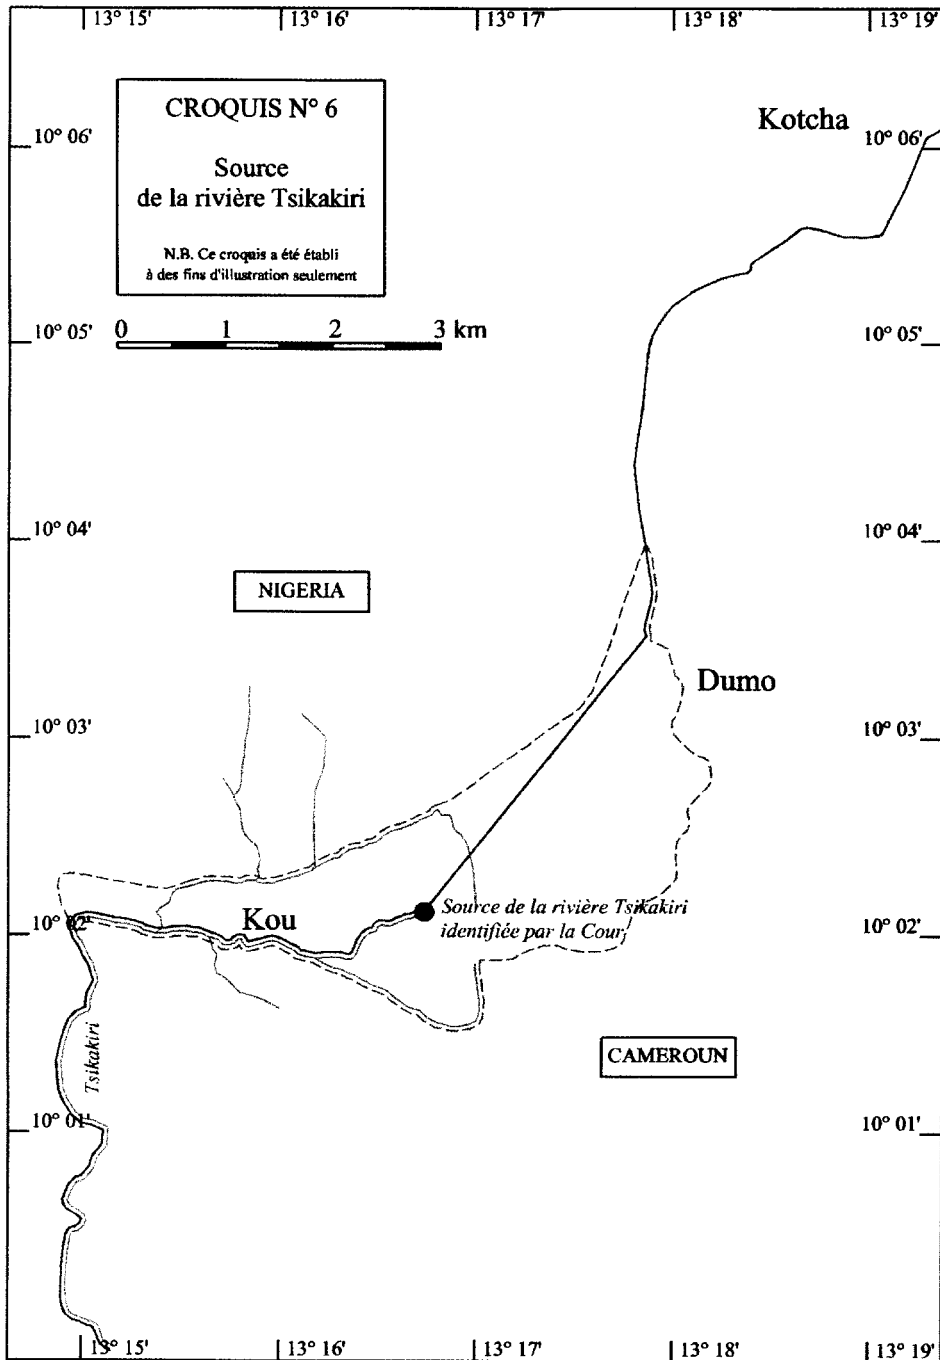 13° 15' 13° 16' 13° 17' 13° 18' 13° 19'
CROQUIS N° 6
Source
de la rivière Tsikakiri
N.B. Ce croquis a été établi
à des fins d'illustration seulement
Kotcha
10° 06' 10° 06'
0 1 2 3 km
10° 05' 10° 05'
10° 04' 10° 04'
NIGERIA
Dumo
10° 03' 10° 03'
Source de la rivière Tsikakiri
identifiée par la Cour
Kou
10° 02' 10° 02'
Tsikakiri
CAMEROUN
10° 01' 10° 01'
13° 15' 13° 16' 13° 17' 13° 18' 13° 19'